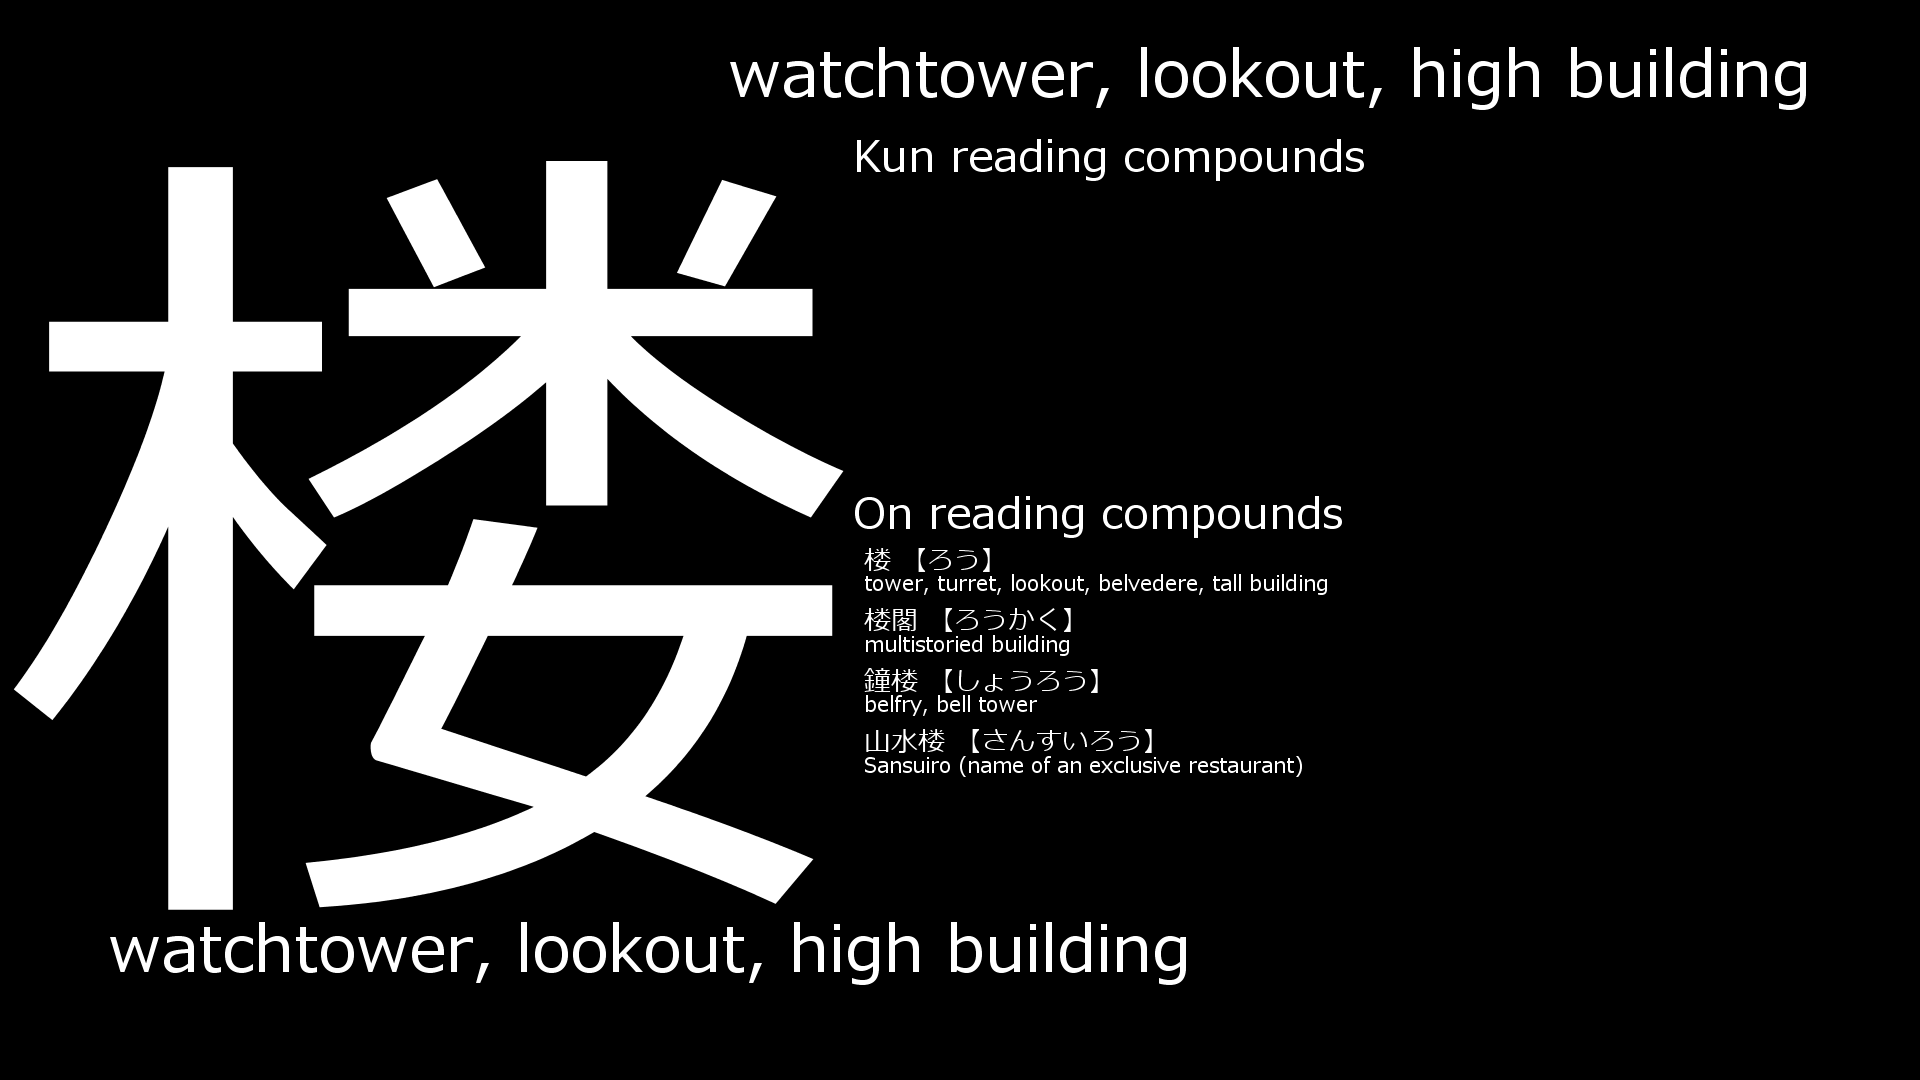 watchtower, lookout, high building
楼
Kun reading compounds
On reading compounds
楼 【ろう】
tower, turret, lookout, belvedere, tall building
楼閣 【ろうかく】
multistoried building
鐘楼 【しょうろう】
belfry, bell tower
山水楼 【さんすいろう】
Sansuiro (name of an exclusive restaurant)
watchtower, lookout, high building